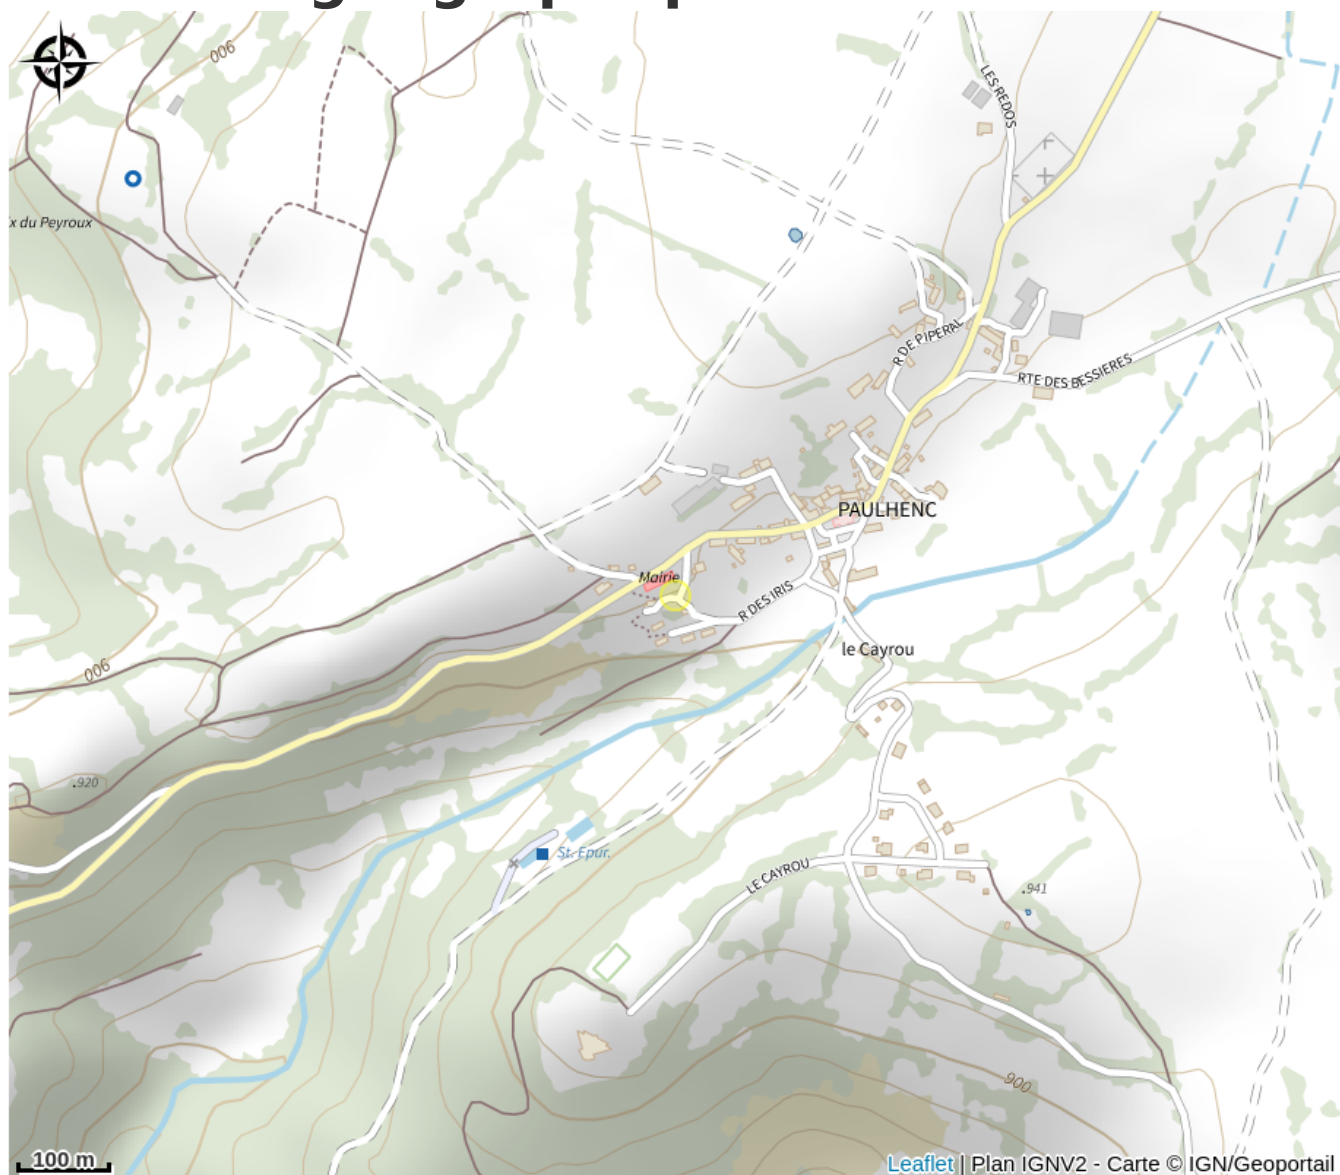 006
LES REDOS
x du Peyroux
R DE PIPERAL
RTE DES BESSIERES
PAULHENC
Mairie
R DES IRIS
le Cayrou
006
.920
St. Epur.
LE CAYROU
.941
900
100 m
Leaflet | Plan IGNV2 - Carte © IGN/Geoportail